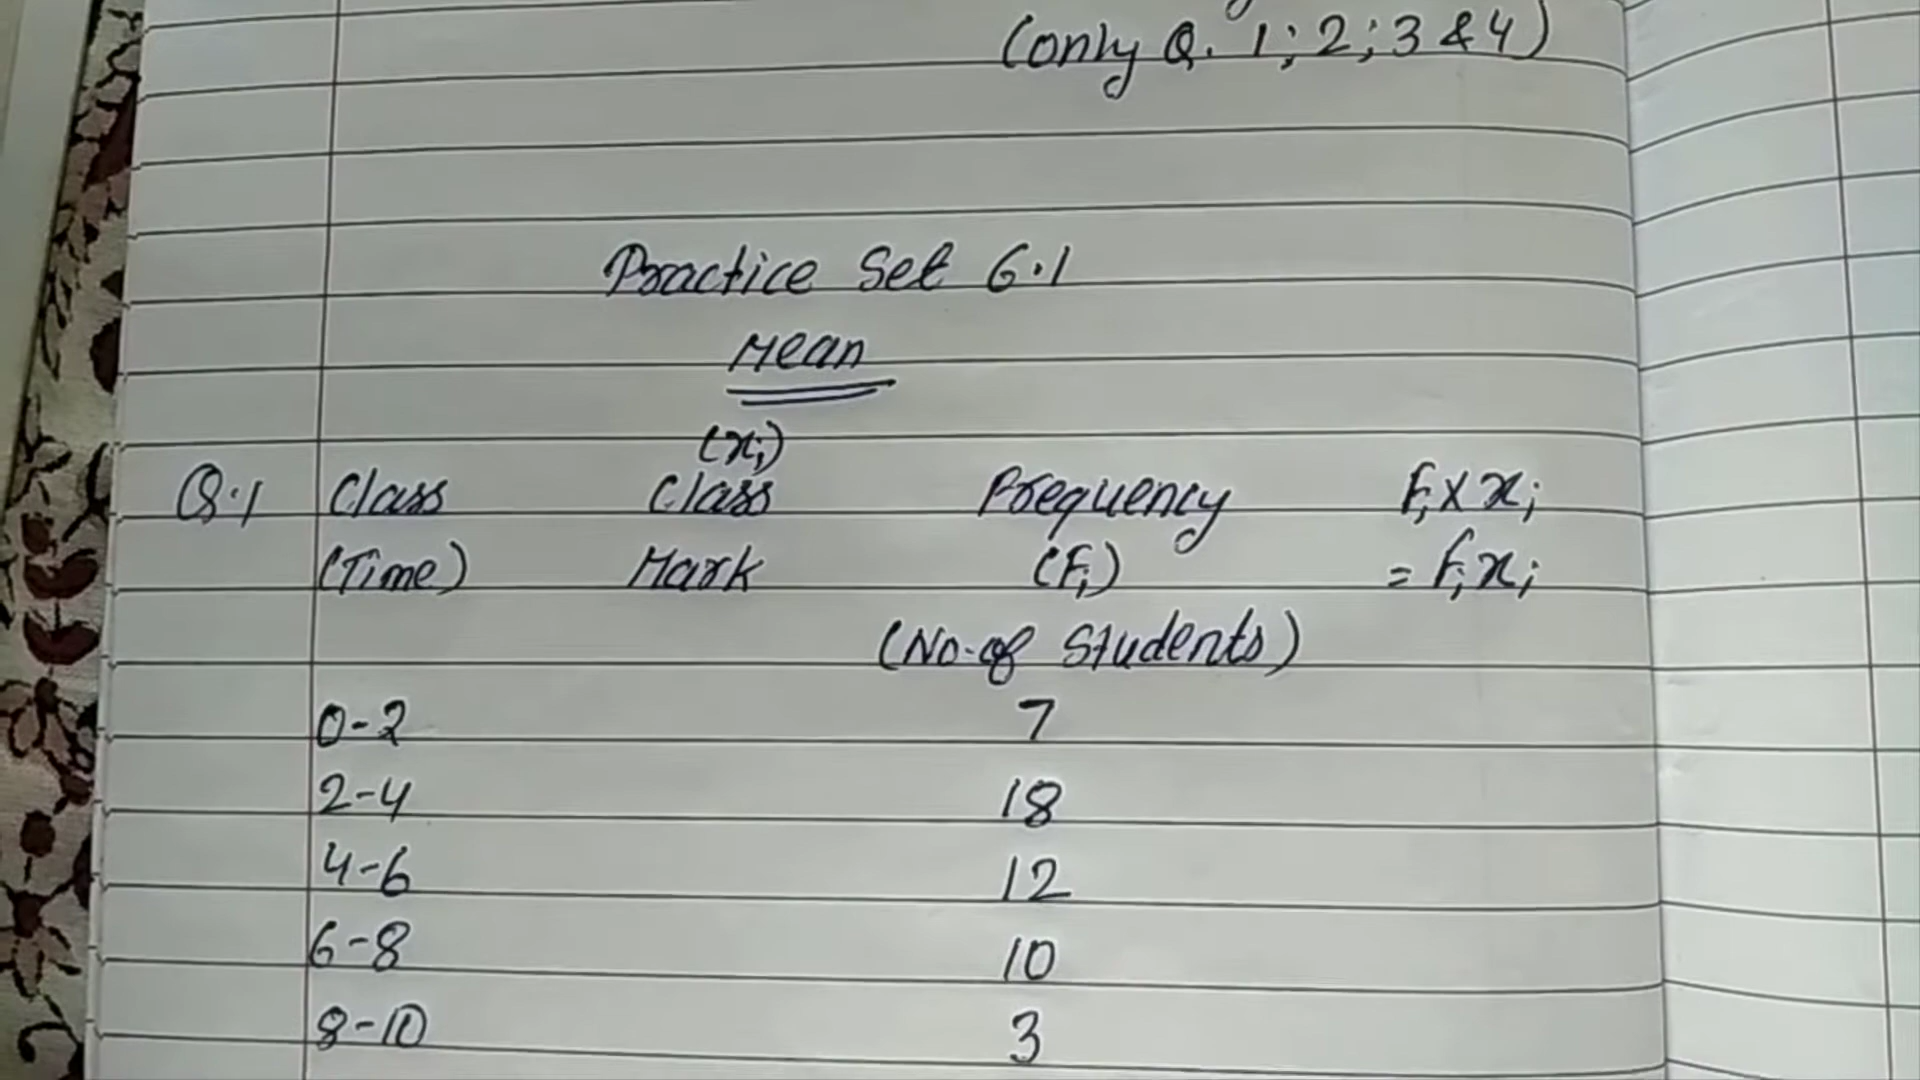 (only Q. 1; 2; 3 & 4)
Practice Set 6.1
Mean
(xi)
Q.1 Class Class Frequency Fi X xi
(Time) Mark (Fi) = fixi
(No. of Students)
0-2 7
2-4 18
4-6 12
6-8 10
8-10 3